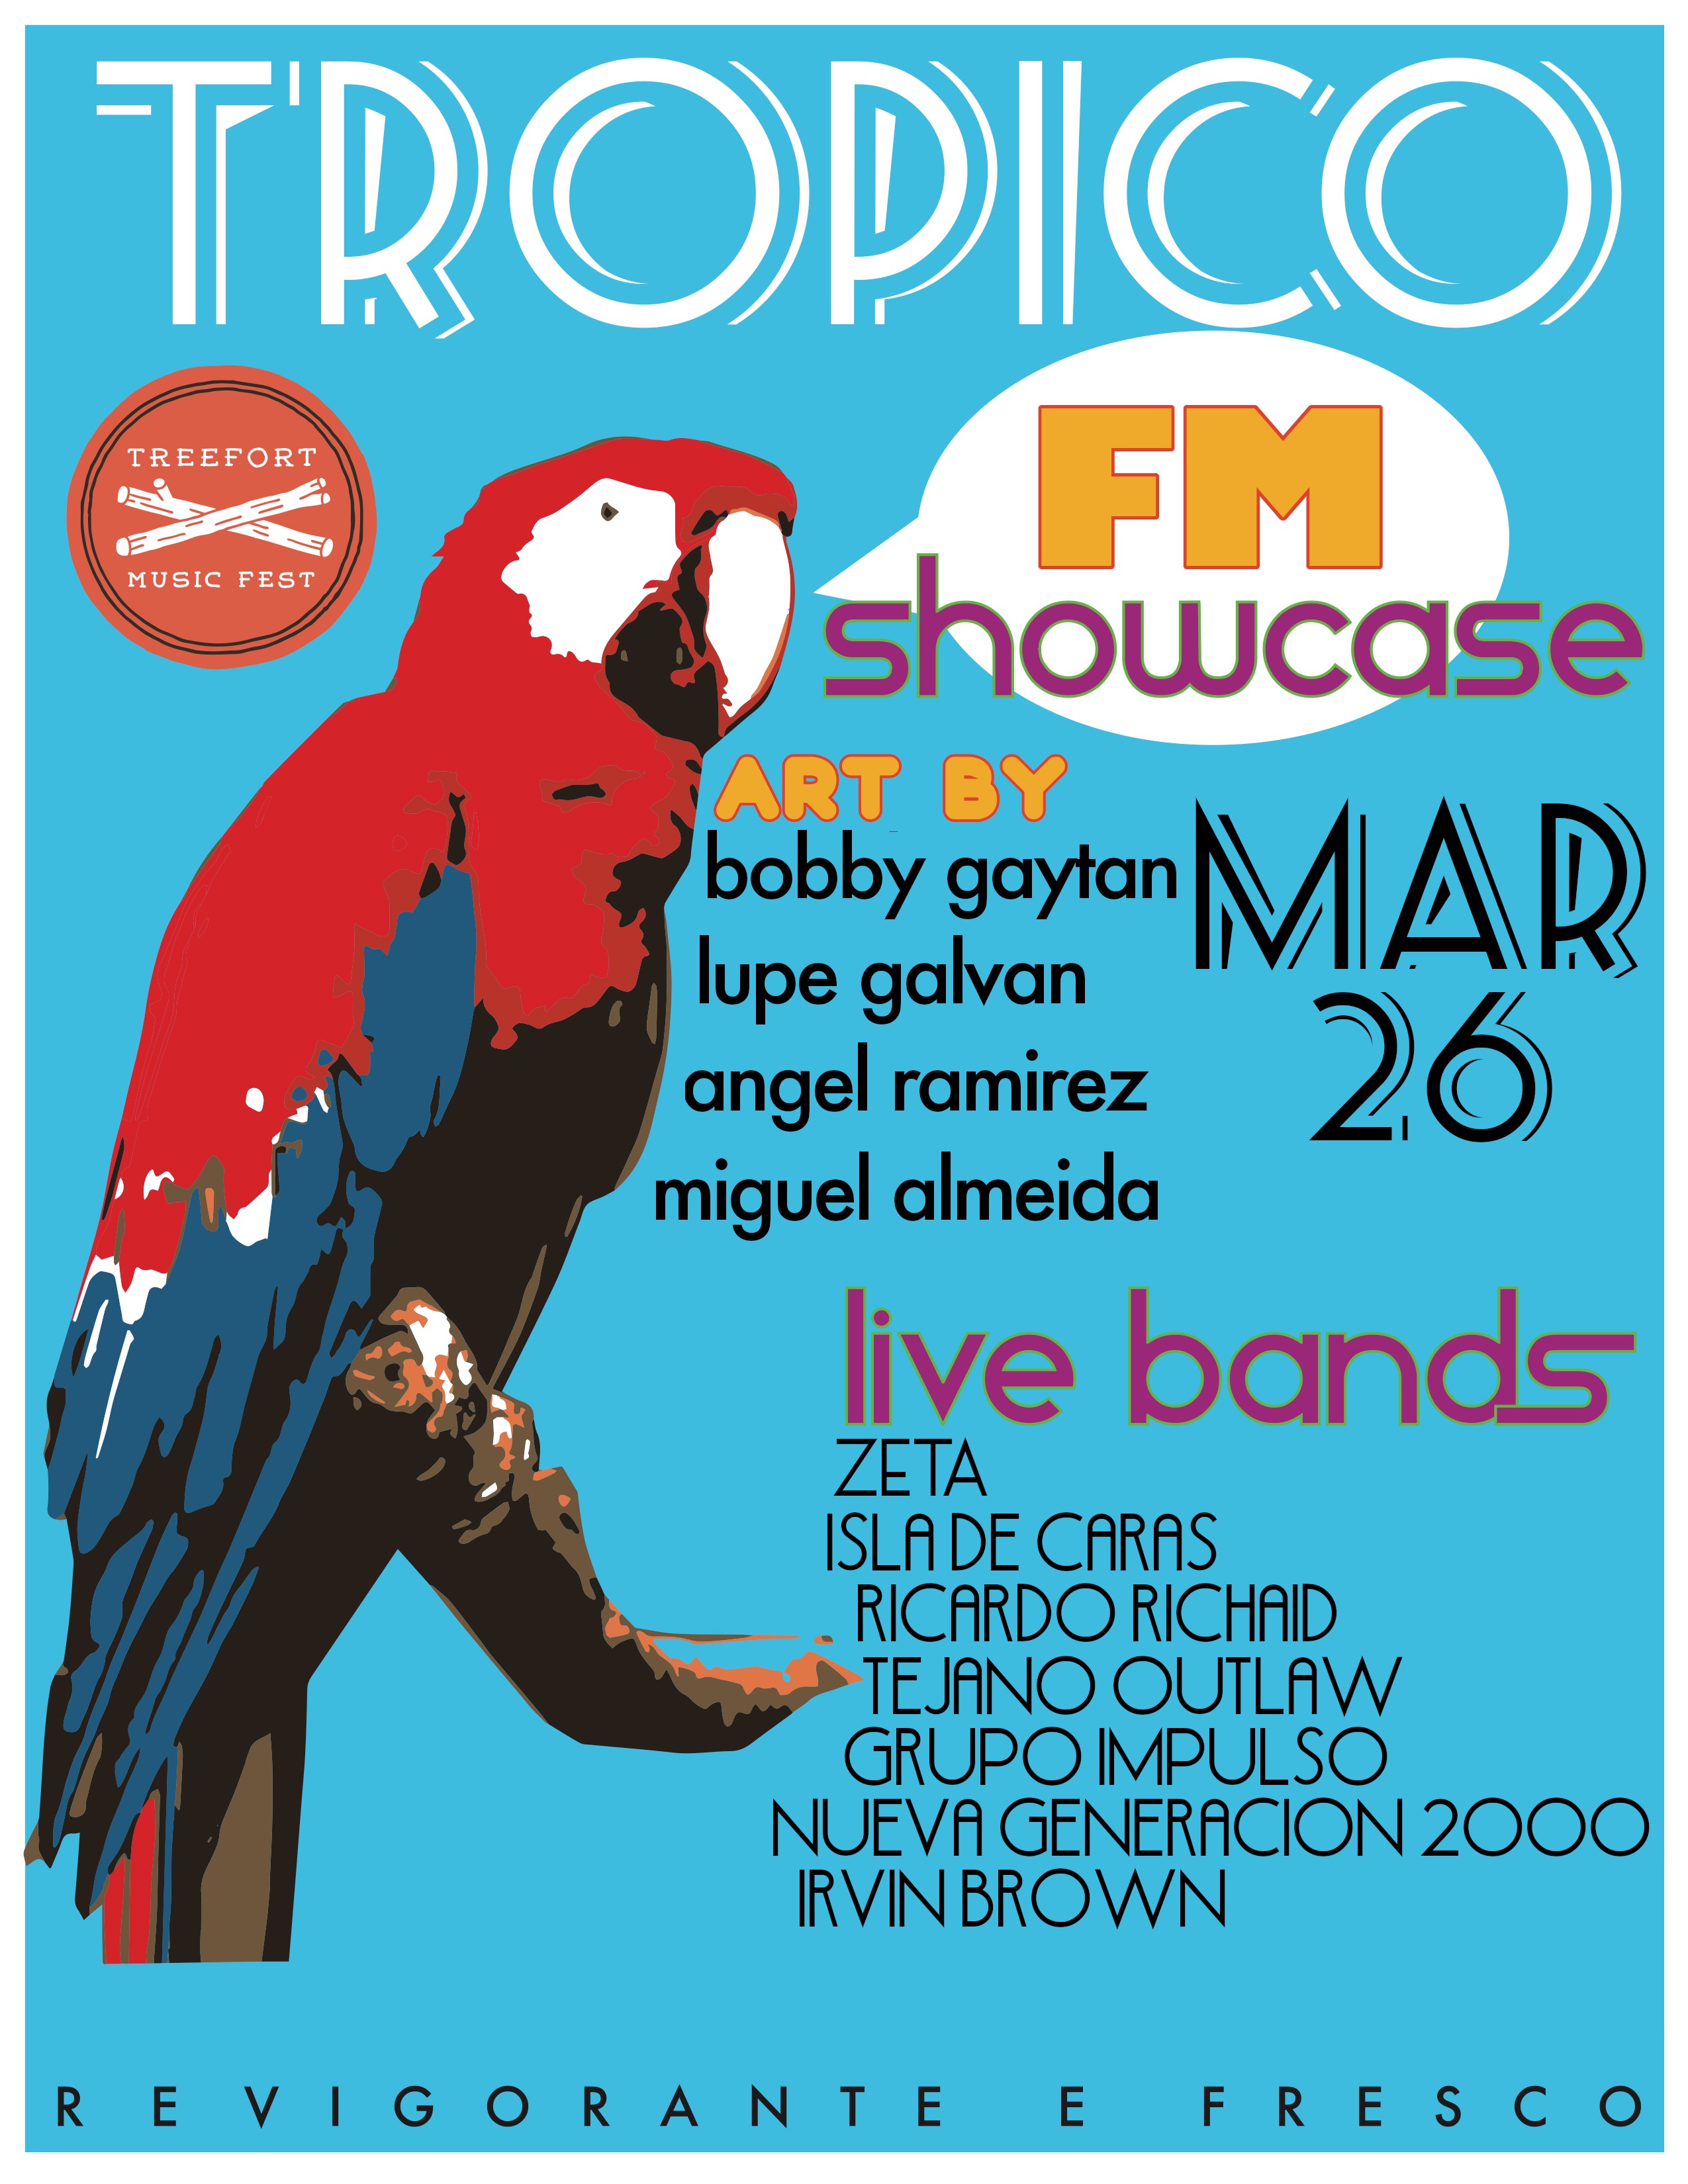 TROPICO
TREEFORT
MUSIC FEST
FM
showcase
ART BY
bobby gaytan
lupe galvan
angel ramirez
miguel almeida
MAR
26
live bands
ZETA
ISLA DE CARAS
RICARDO RICHAID
TEJANO OUTLAW
GRUPO IMPULSO
NUEVA GENERACION 2000
IRVIN BROWN
REVIGORANTE E FRESCO